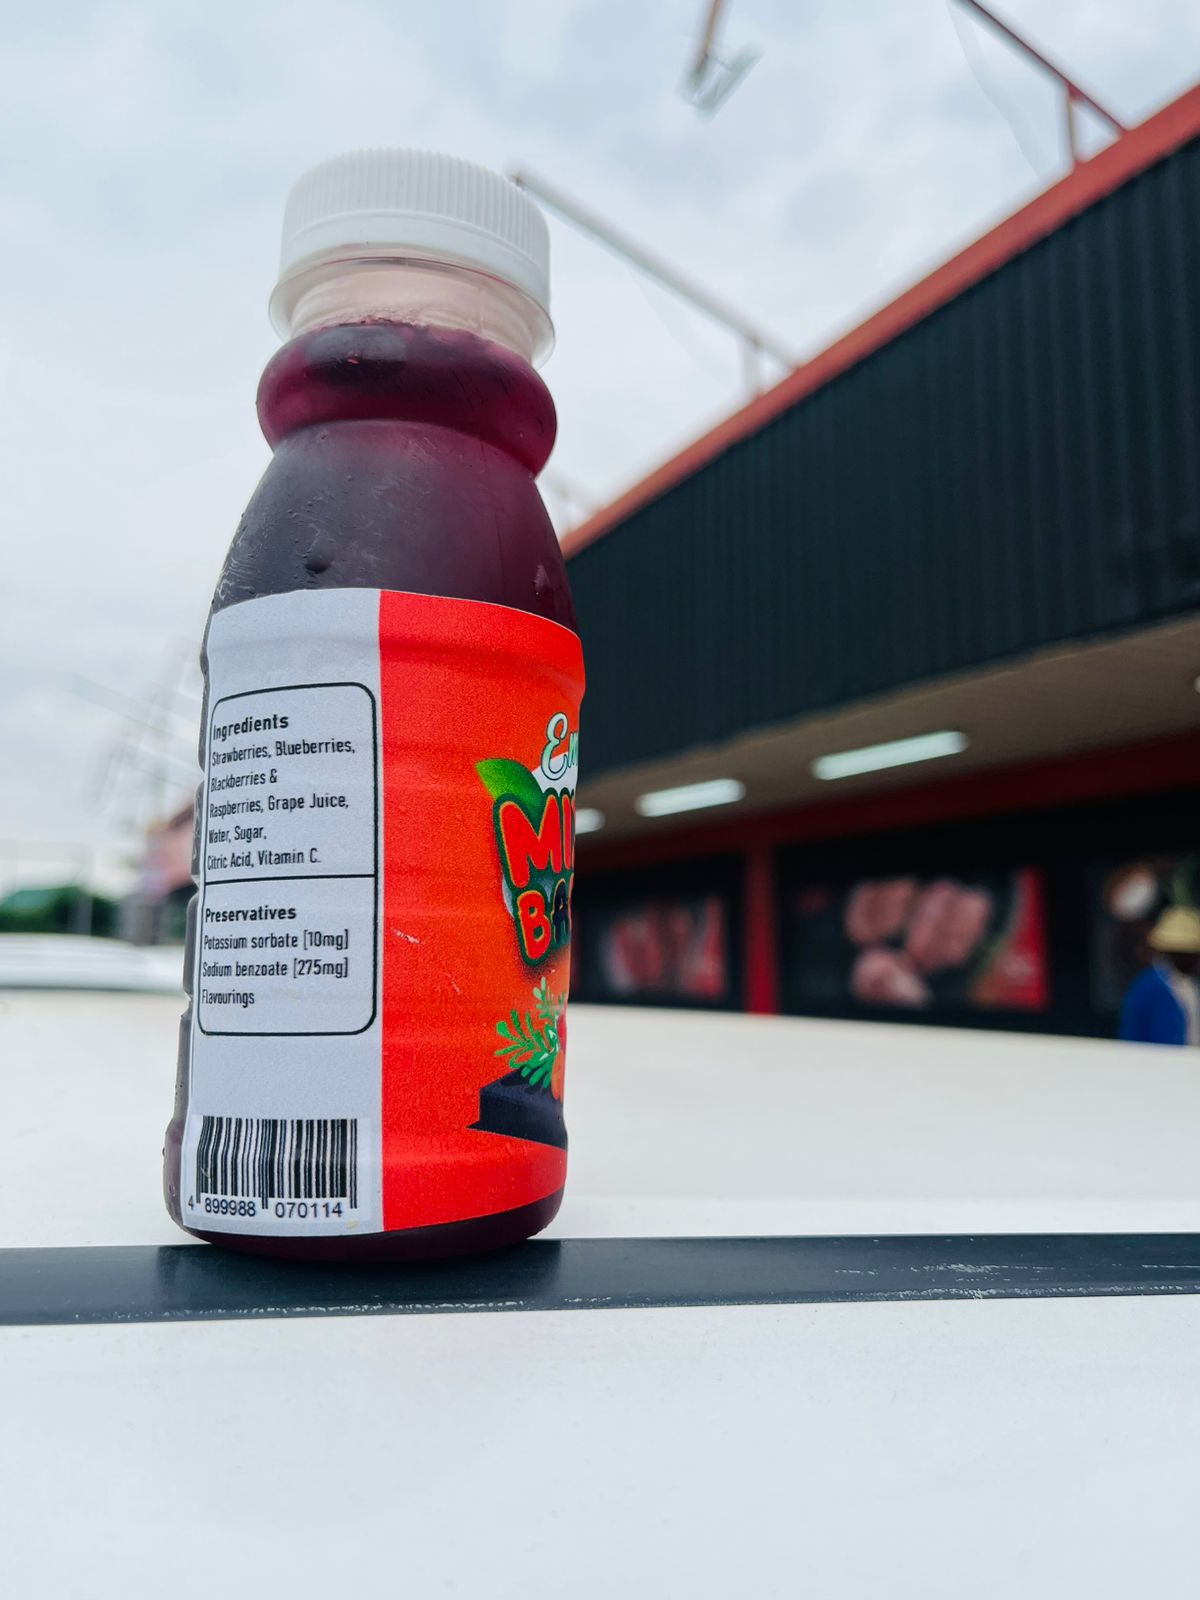 Ingredients
Strawberries, Blueberries,
Blackberries &
Raspberries, Grape Juice,
Water, Sugar,
Citric Acid, Vitamin C.
Preservatives
Potassium sorbate [10mg]
Sodium benzoate [275mg]
Flavourings
4 899988 070114